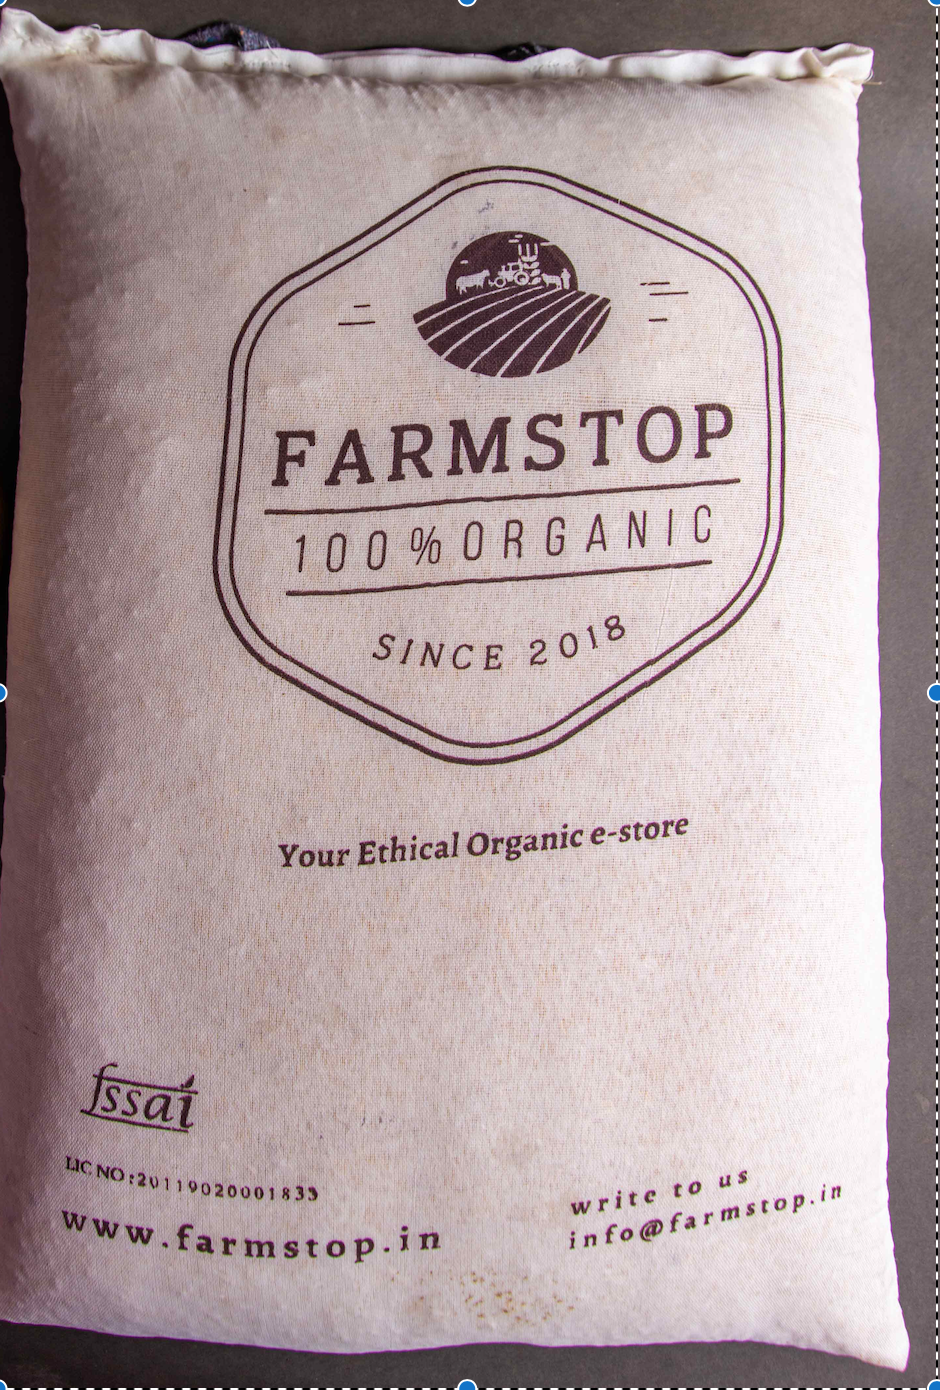 FARMSTOP
100% ORGANIC
SINCE 2018
Your Ethical Organic e-store
fssai
LIC NO:20119020001833
www.farmstop.in
write to us
info@farmstop.in